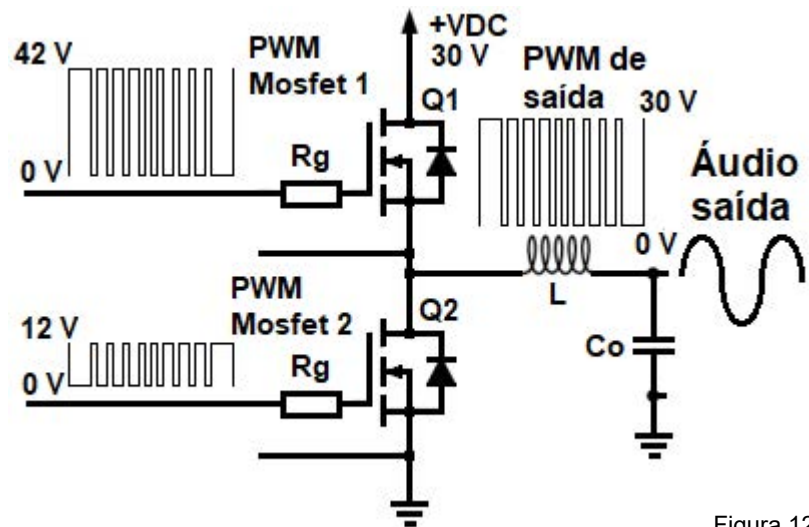 42 V
PWM
Mosfet 1
0 V
Rg
+VDC
30 V
Q1
PWM de
saída
30 V
0 V
Áudio
saída
L
Co
PWM
Mosfet 2
12 V
0 V
Rg
Q2
Figura 12